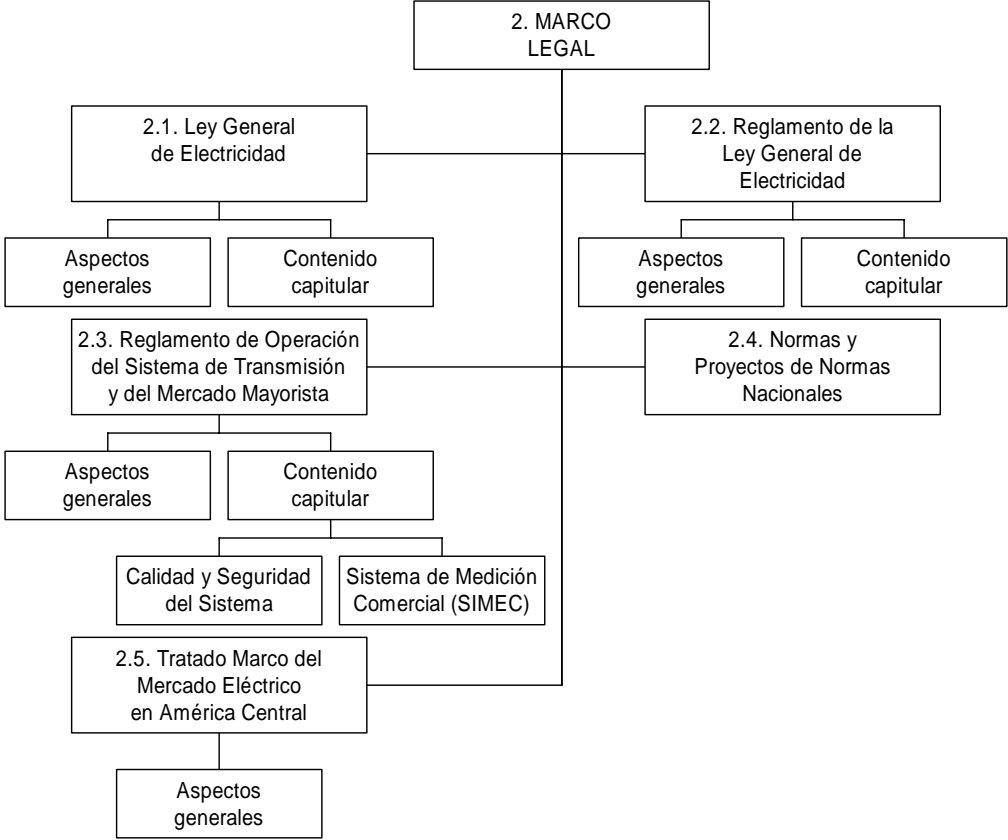 2. MARCO
LEGAL
2.1. Ley General
de Electricidad
2.2. Reglamento de la
Ley General de
Electricidad
Aspectos
generales
Contenido
capitular
Aspectos
generales
Contenido
capitular
2.3. Reglamento de Operación
del Sistema de Transmisión
y del Mercado Mayorista
2.4. Normas y
Proyectos de Normas
Nacionales
Aspectos
generales
Contenido
capitular
Calidad y Seguridad
del Sistema
Sistema de Medición
Comercial (SIMEC)
2.5. Tratado Marco del
Mercado Eléctrico
en América Central
Aspectos
generales